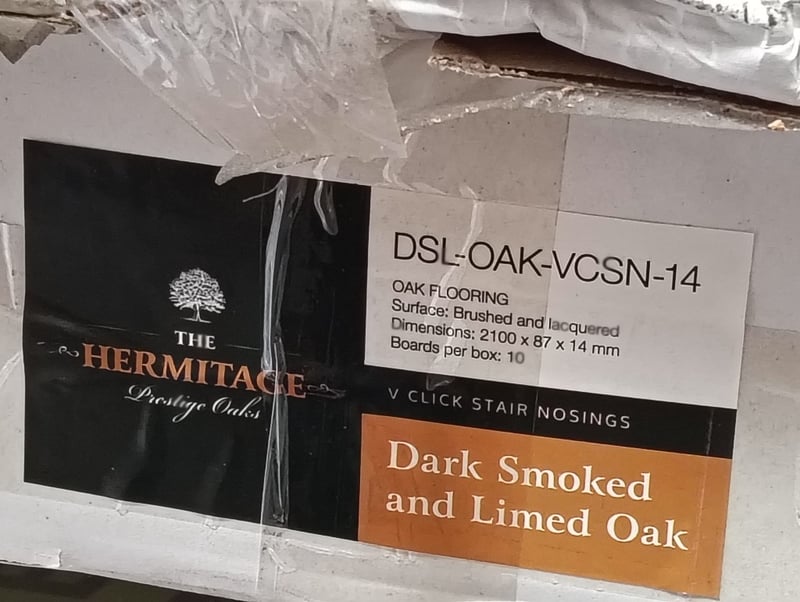 THE
HERMITAGE
Prestige Oaks
DSL-OAK-VCSN-14
OAK FLOORING
Surface: Brushed and lacquered
Dimensions: 2100 x 87 x 14 mm
Boards per box: 10
V CLICK STAIR NOSINGS
Dark Smoked
and Limed Oak